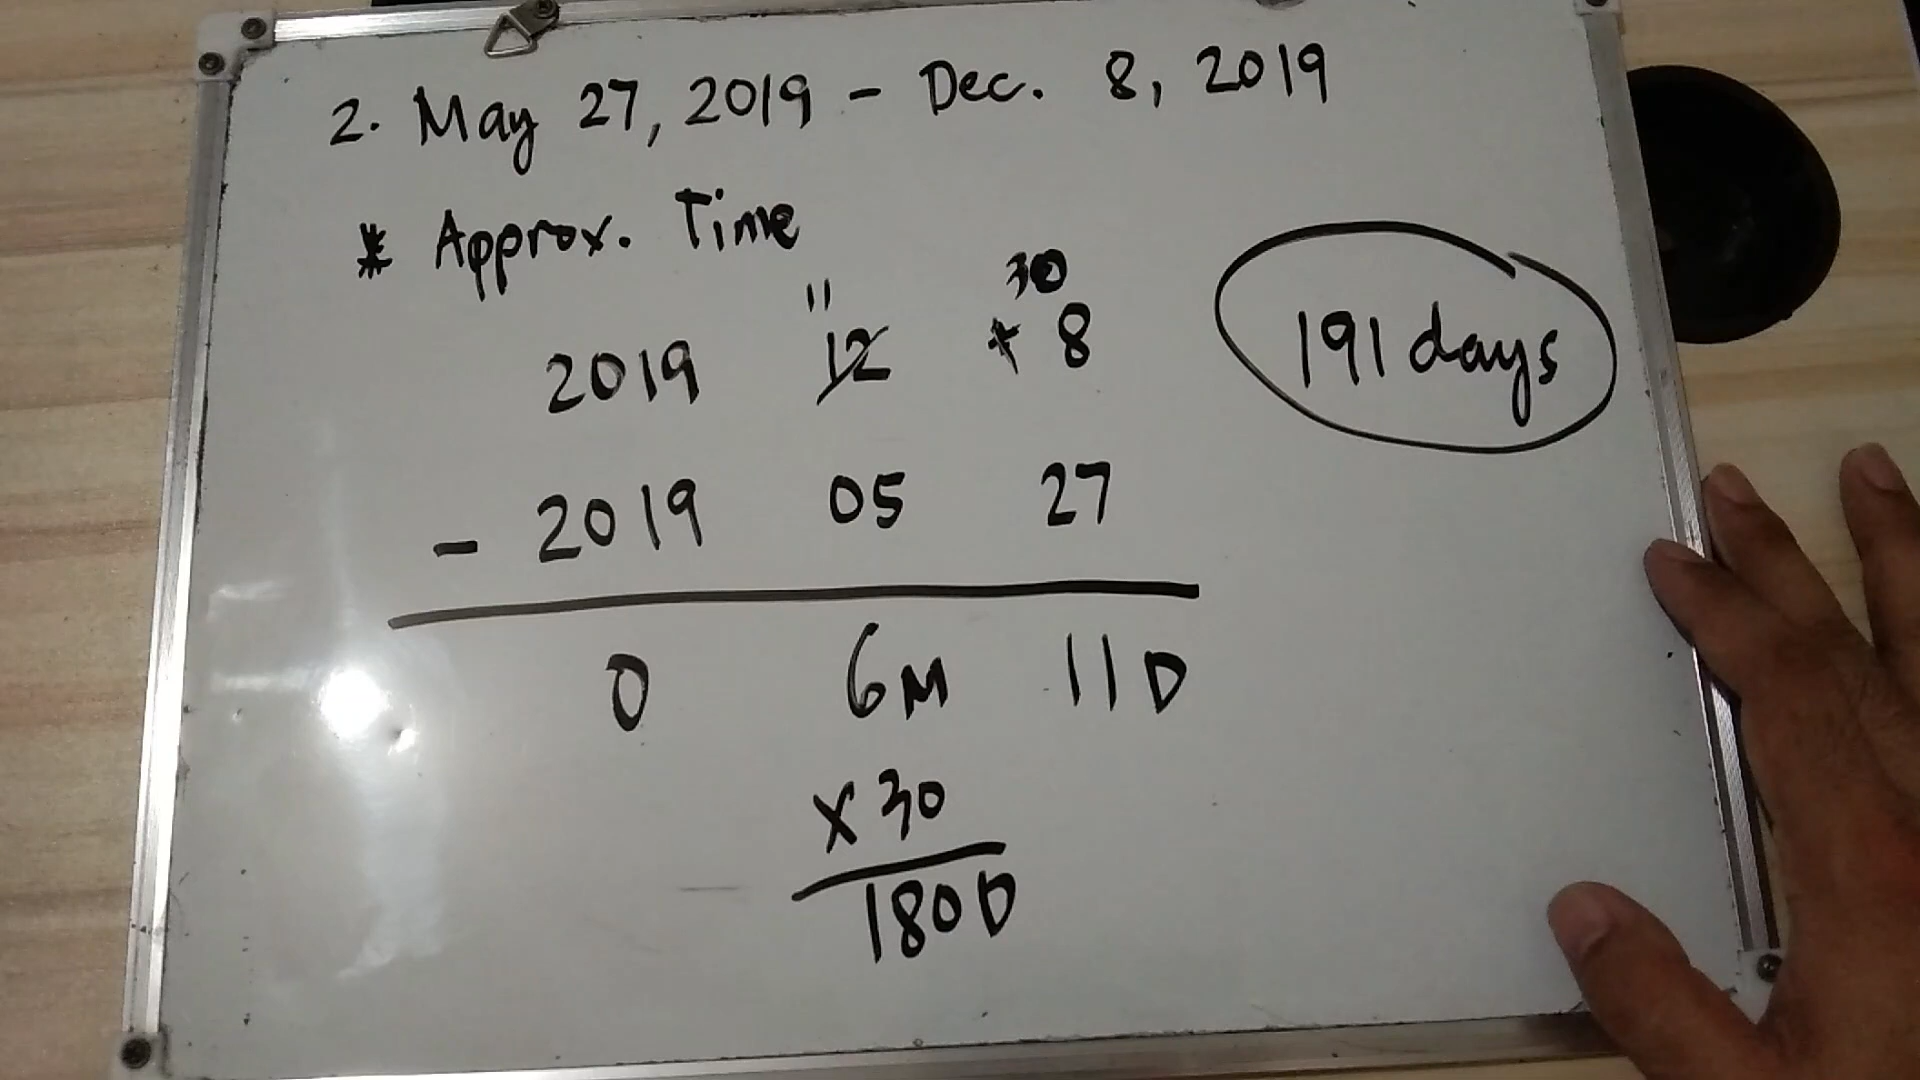 2. May 27, 2019 - Dec. 8, 2019
* Approx. Time
11 30
2019 12 + 8
191 days
- 2019 05 27
0 6M 11D
x 30
180D